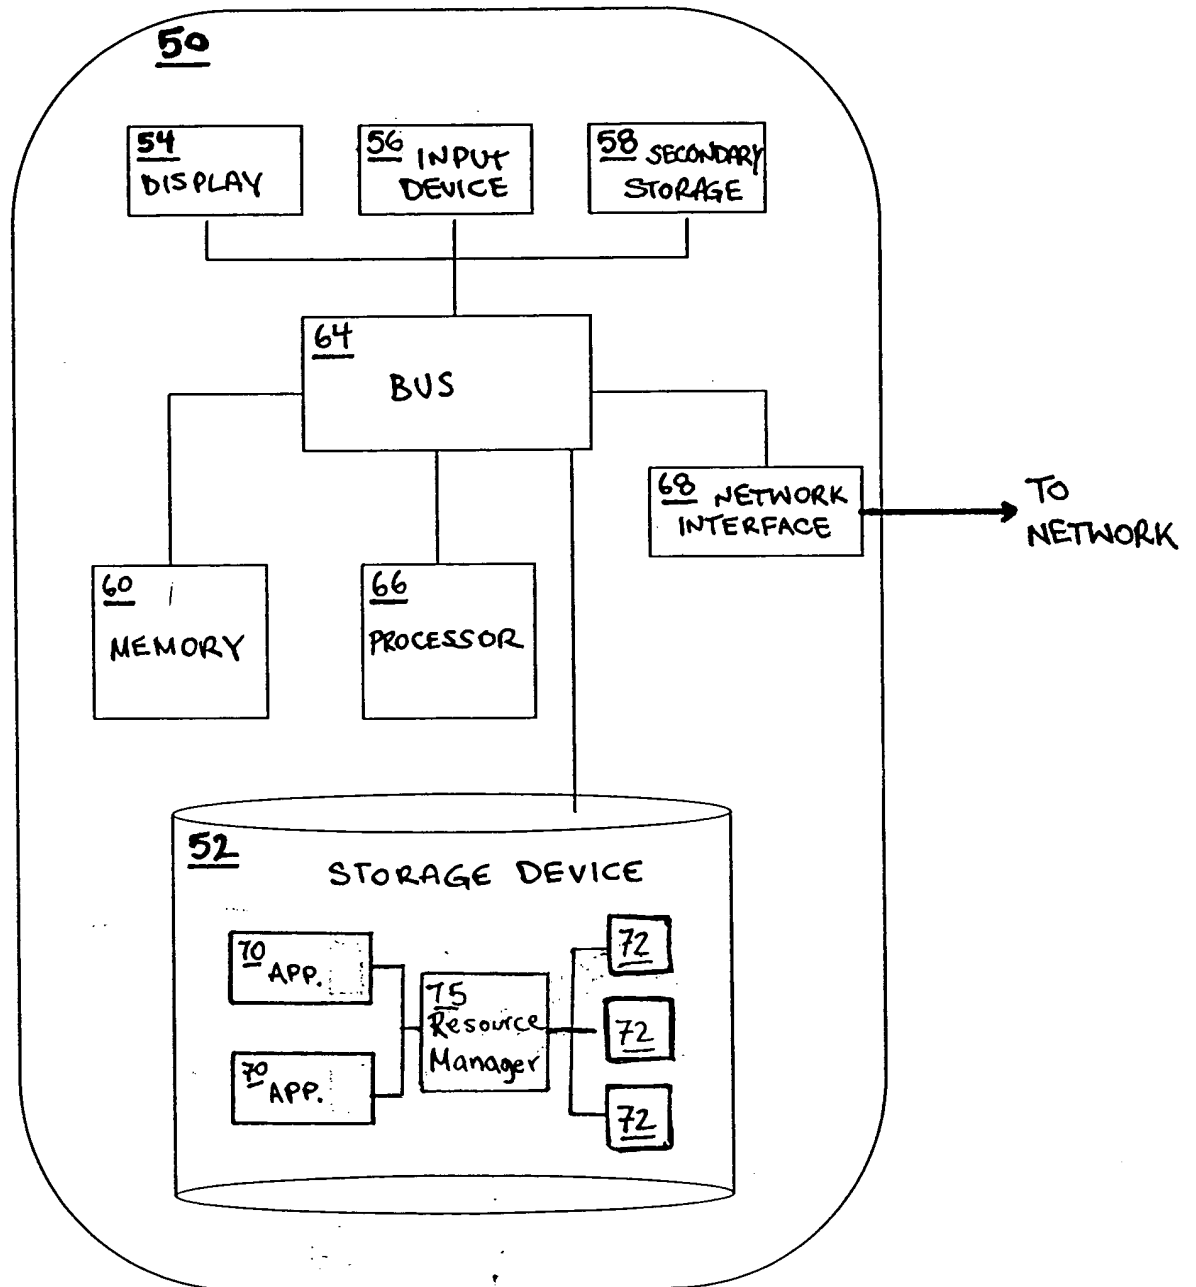 50
54
DISPLAY
56 INPUT
DEVICE
58 SECONDARY
STORAGE
64
BUS
68 NETWORK
INTERFACE
TO
NETWORK
60
MEMORY
66
PROCESSOR
52
STORAGE DEVICE
70
APP.
70
APP.
75
Resource
Manager
72
72
72